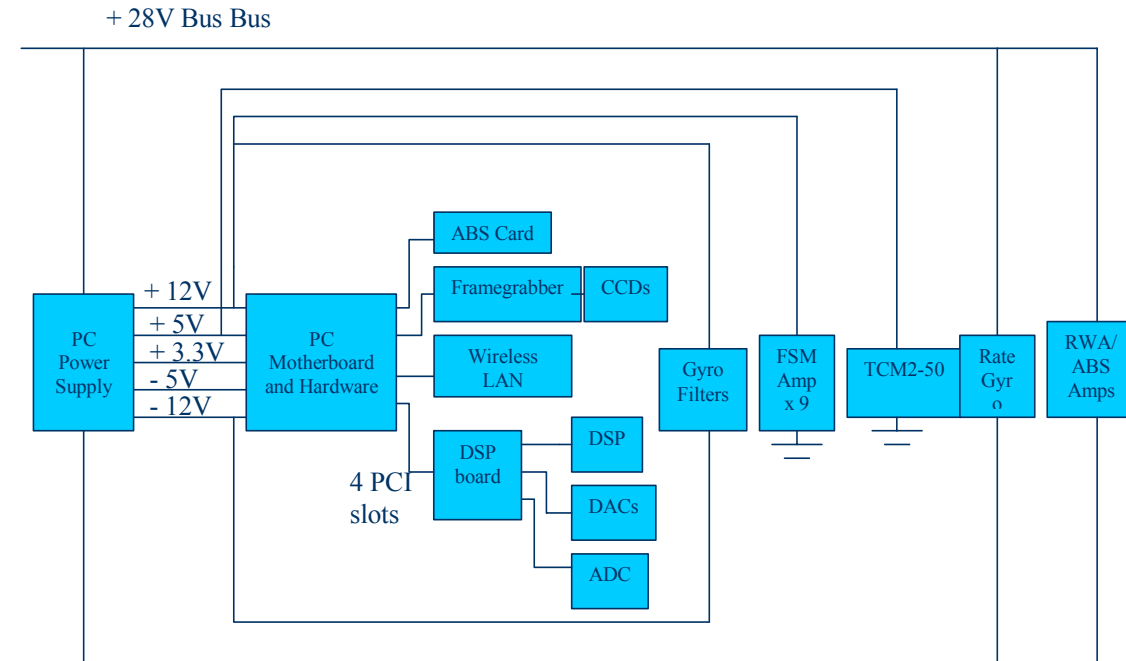 + 28V Bus Bus
ABS Card
Framegrabber
CCDs
+ 12V
+ 5V
+ 3.3V
- 5V
- 12V
PC
Power
Supply
PC
Motherboard
and Hardware
Wireless
LAN
Gyro
Filters
FSM
Amp
x 9
TCM2-50
Rate
Gyr
o
RWA/
ABS
Amps
4 PCI
slots
DSP
board
DSP
DACs
ADC